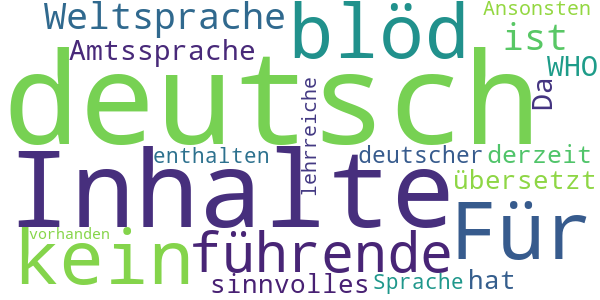 Weltsprache
blöd
Ansonsten
ist
Amtssprache
WHO
deutsch
Da
lehrreiche
Inhalte
enthalten
deutscher
derzeit
übersetzt
Für
vorhanden
kein
führende
sinnvolles
Sprache
hat